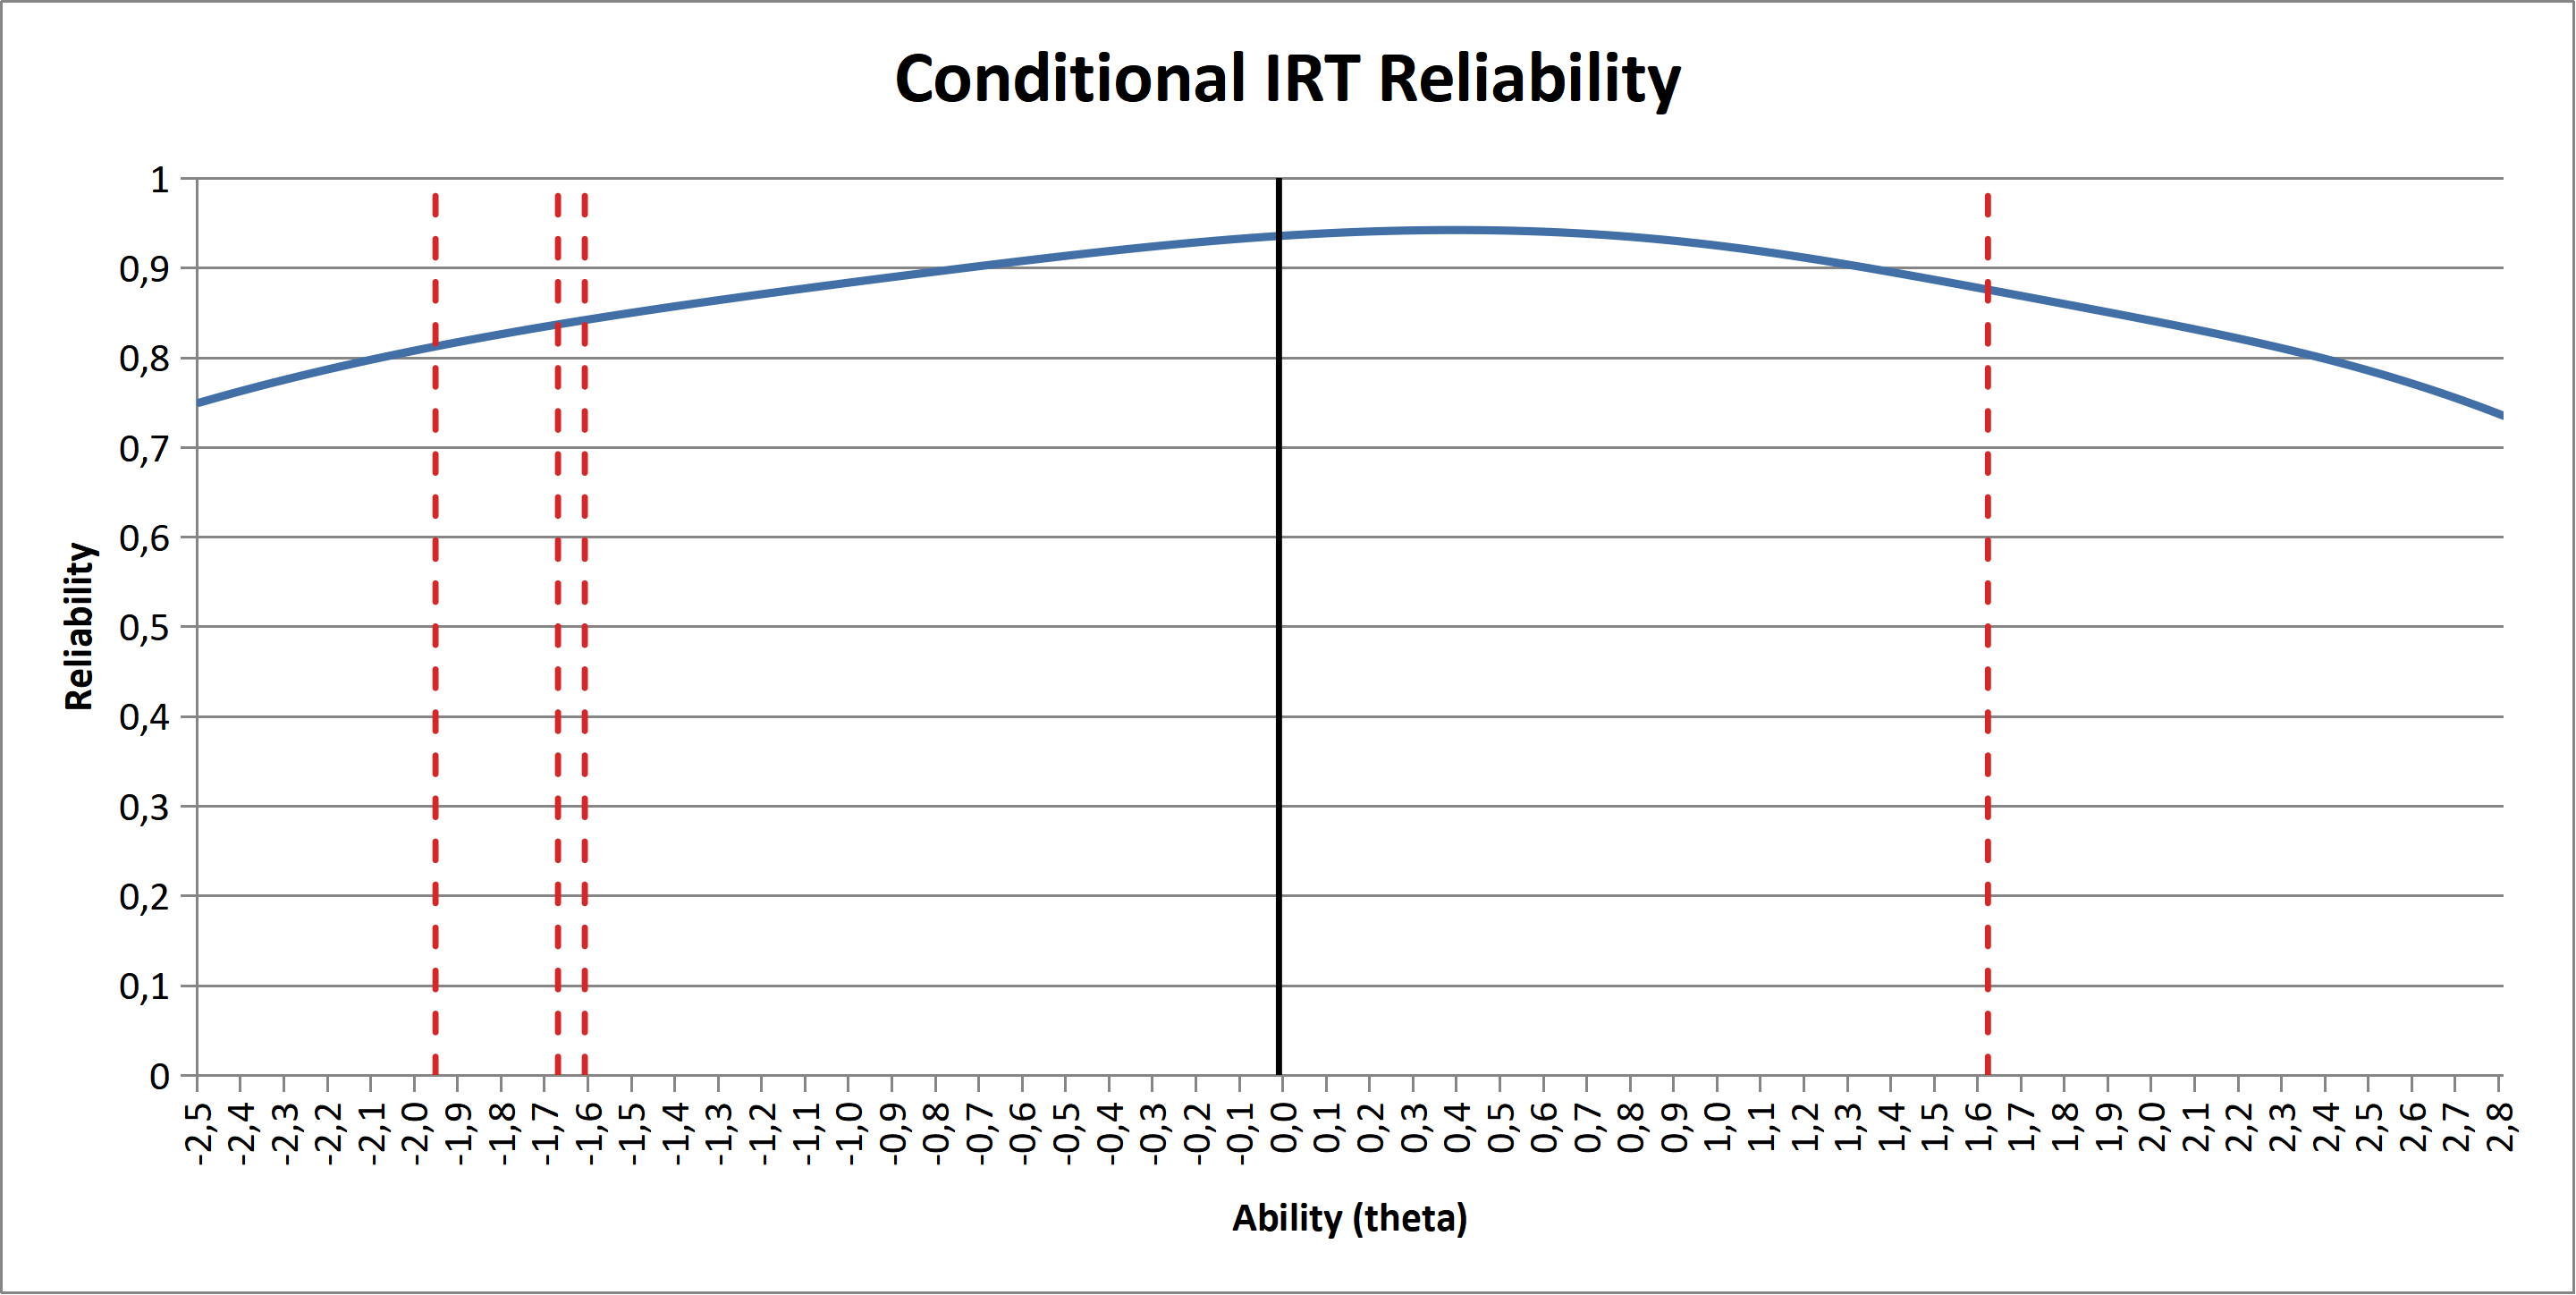 Conditional IRT Reliability
1
0,9
0,8
0,7
0,6
0,5
0,4
0,3
0,2
0,1
0
Reliability
-2,5 -2,4 -2,3 -2,2 -2,1 -2,0 -1,9 -1,8 -1,7 -1,6 -1,5 -1,4 -1,3 -1,2 -1,1 -1,0 -0,9 -0,8 -0,7 -0,6 -0,5 -0,4 -0,3 -0,2 -0,1 0,0 0,1 0,2 0,3 0,4 0,5 0,6 0,7 0,8 0,9 1,0 1,1 1,2 1,3 1,4 1,5 1,6 1,7 1,8 1,9 2,0 2,1 2,2 2,3 2,4 2,5 2,6 2,7 2,8
Ability (theta)